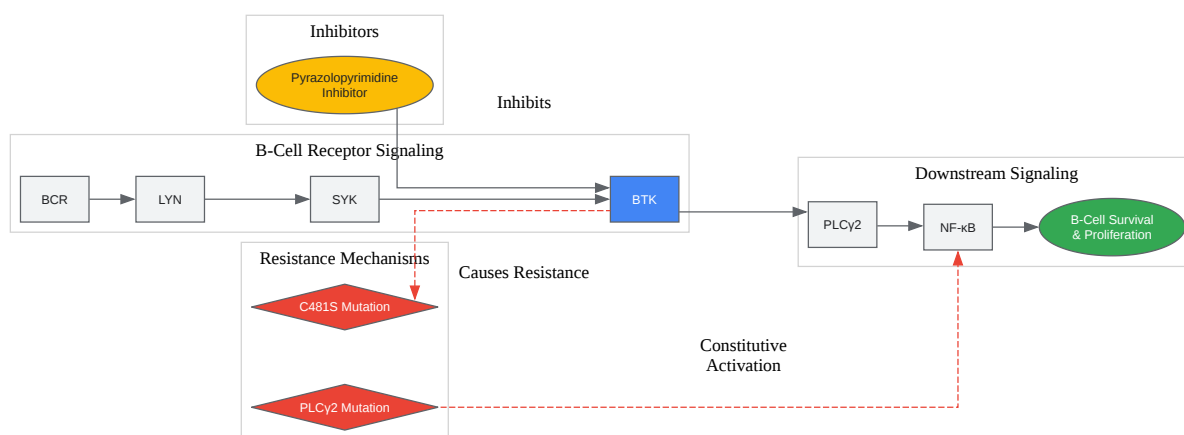 Inhibitors
Pyrazolopyrimidine
Inhibitor
Inhibits
B-Cell Receptor Signaling
BCR
LYN
SYK
BTK
Downstream Signaling
PLCγ2
NF-κB
B-Cell Survival
& Proliferation
Resistance Mechanisms
Causes Resistance
C481S Mutation
Constitutive
Activation
PLCγ2 Mutation